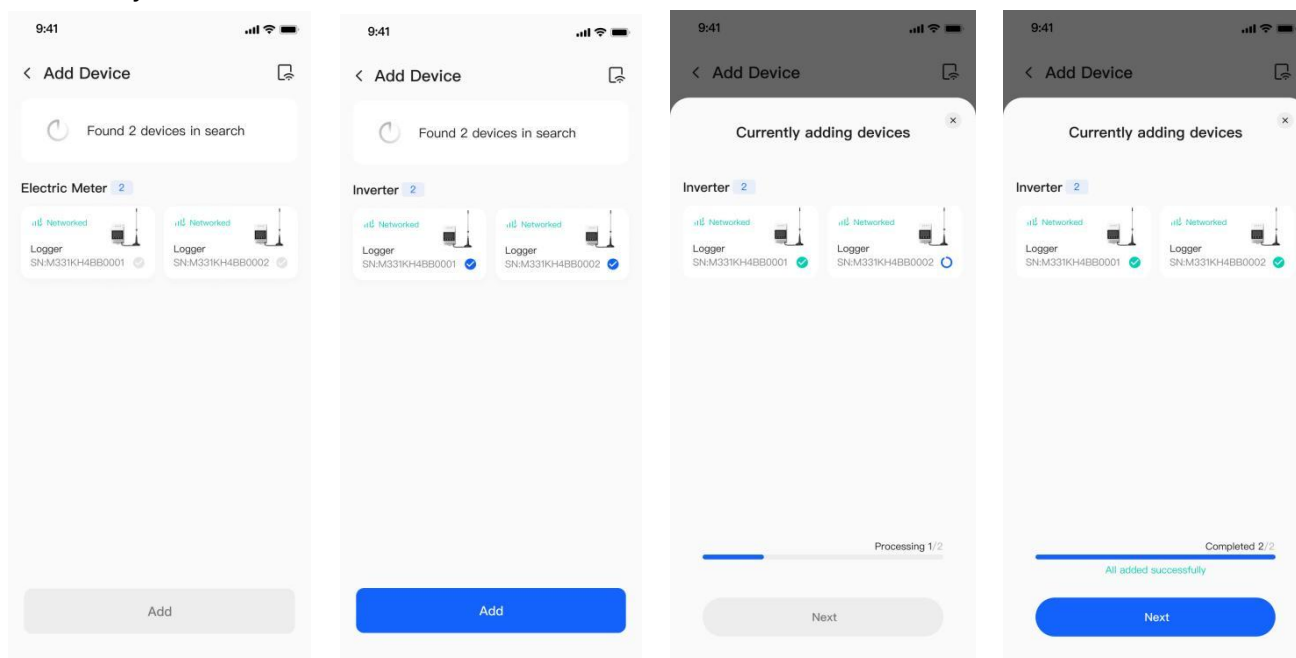 9:41
Add Device
Found 2 devices in search
Electric Meter 2
Networked
Logger
SN:M331KH4BB0001
Networked
Logger
SN:M331KH4BB0002
Add
9:41
Add Device
Found 2 devices in search
Inverter 2
Networked
Logger
SN:M331KH4BB0001
Networked
Logger
SN:M331KH4BB0002
Add
9:41
Add Device
Currently adding devices
Inverter 2
Networked
Logger
SN:M331KH4BB0001
Networked
Logger
SN:M331KH4BB0002
Processing 1/2
Next
9:41
Add Device
Currently adding devices
Inverter 2
Networked
Logger
SN:M331KH4BB0001
Networked
Logger
SN:M331KH4BB0002
Completed 2/2
All added successfully
Next